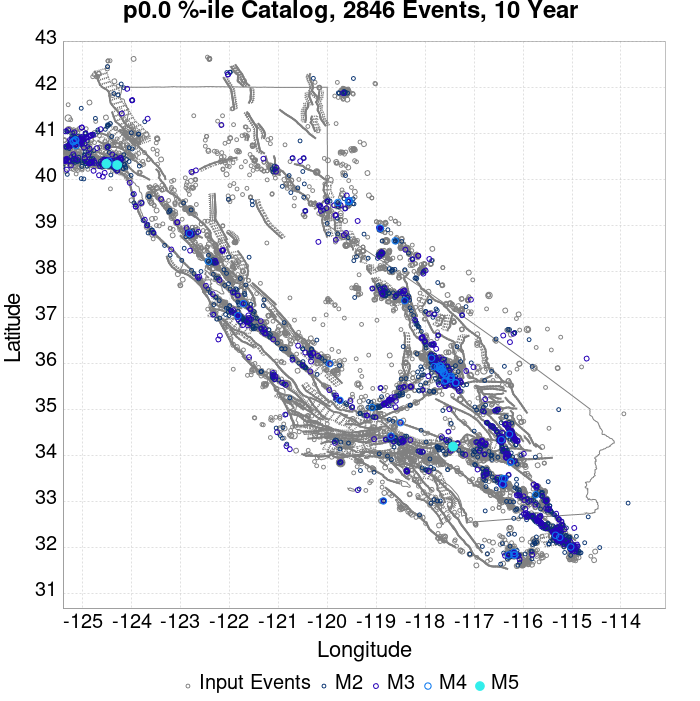 p0.0 %-ile Catalog, 2846 Events, 10 Year
43
42
41
40
39
38
37
36
35
34
33
32
31
Latitude
-125 -124 -123 -122 -121 -120 -119 -118 -117 -116 -115 -114
Longitude
Input Events M2 M3 M4 M5